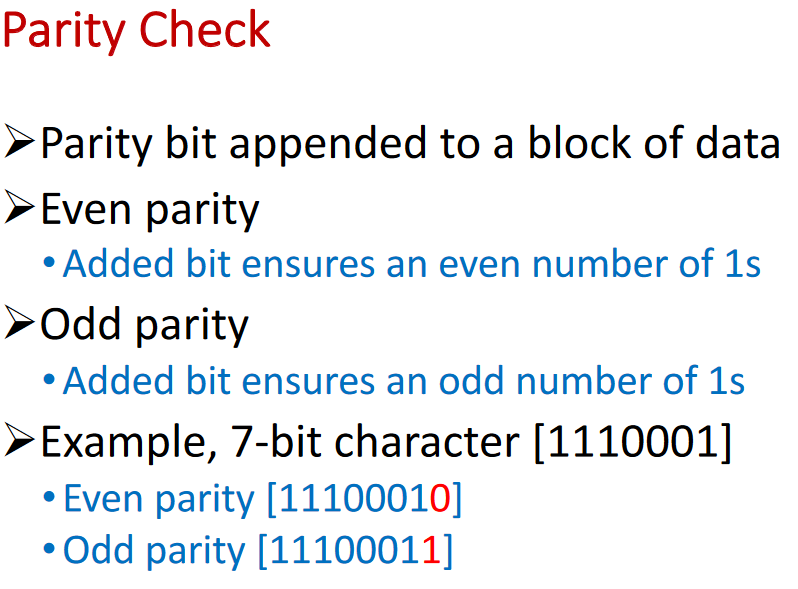 Parity Check
➢Parity bit appended to a block of data
➢Even parity
•Added bit ensures an even number of 1s
➢Odd parity
•Added bit ensures an odd number of 1s
➢Example, 7-bit character [1110001]
•Even parity [11100010]
•Odd parity [11100011]